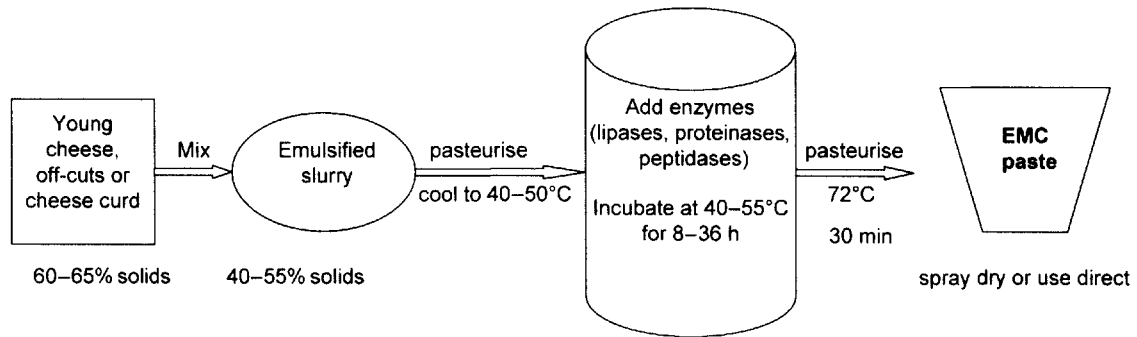 Young
cheese,
off-cuts or
cheese curd
60–65% solids
Mix
Emulsified
slurry
40–55% solids
pasteurise
cool to 40–50°C
Add enzymes
(lipases, proteinases,
peptidases)
Incubate at 40–55°C
for 8–36 h
pasteurise
72°C
30 min
EMC
paste
spray dry or use direct